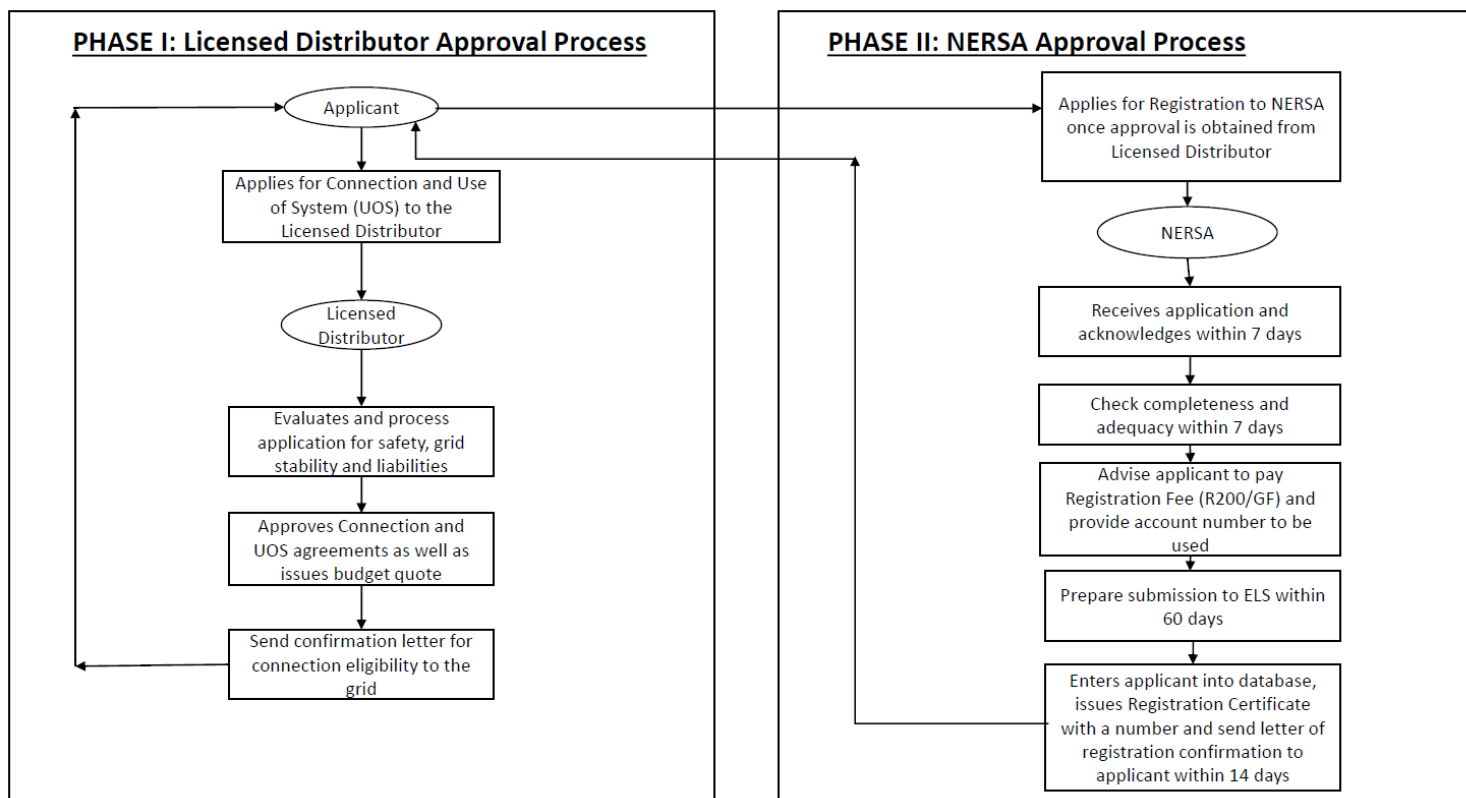 PHASE I: Licensed Distributor Approval Process
Applicant
Applies for Connection and Use
of System (UOS) to the
Licensed Distributor
Licensed
Distributor
Evaluates and process
application for safety, grid
stability and liabilities
Approves Connection and
UOS agreements as well as
issues budget quote
Send confirmation letter for
connection eligibility to the
grid
PHASE II: NERSA Approval Process
Applies for Registration to NERSA
once approval is obtained from
Licensed Distributor
NERSA
Receives application and
acknowledges within 7 days
Check completeness and
adequacy within 7 days
Advise applicant to pay
Registration Fee (R200/GF) and
provide account number to be
used
Prepare submission to ELS within
60 days
Enters applicant into database,
issues Registration Certificate
with a number and send letter of
registration confirmation to
applicant within 14 days